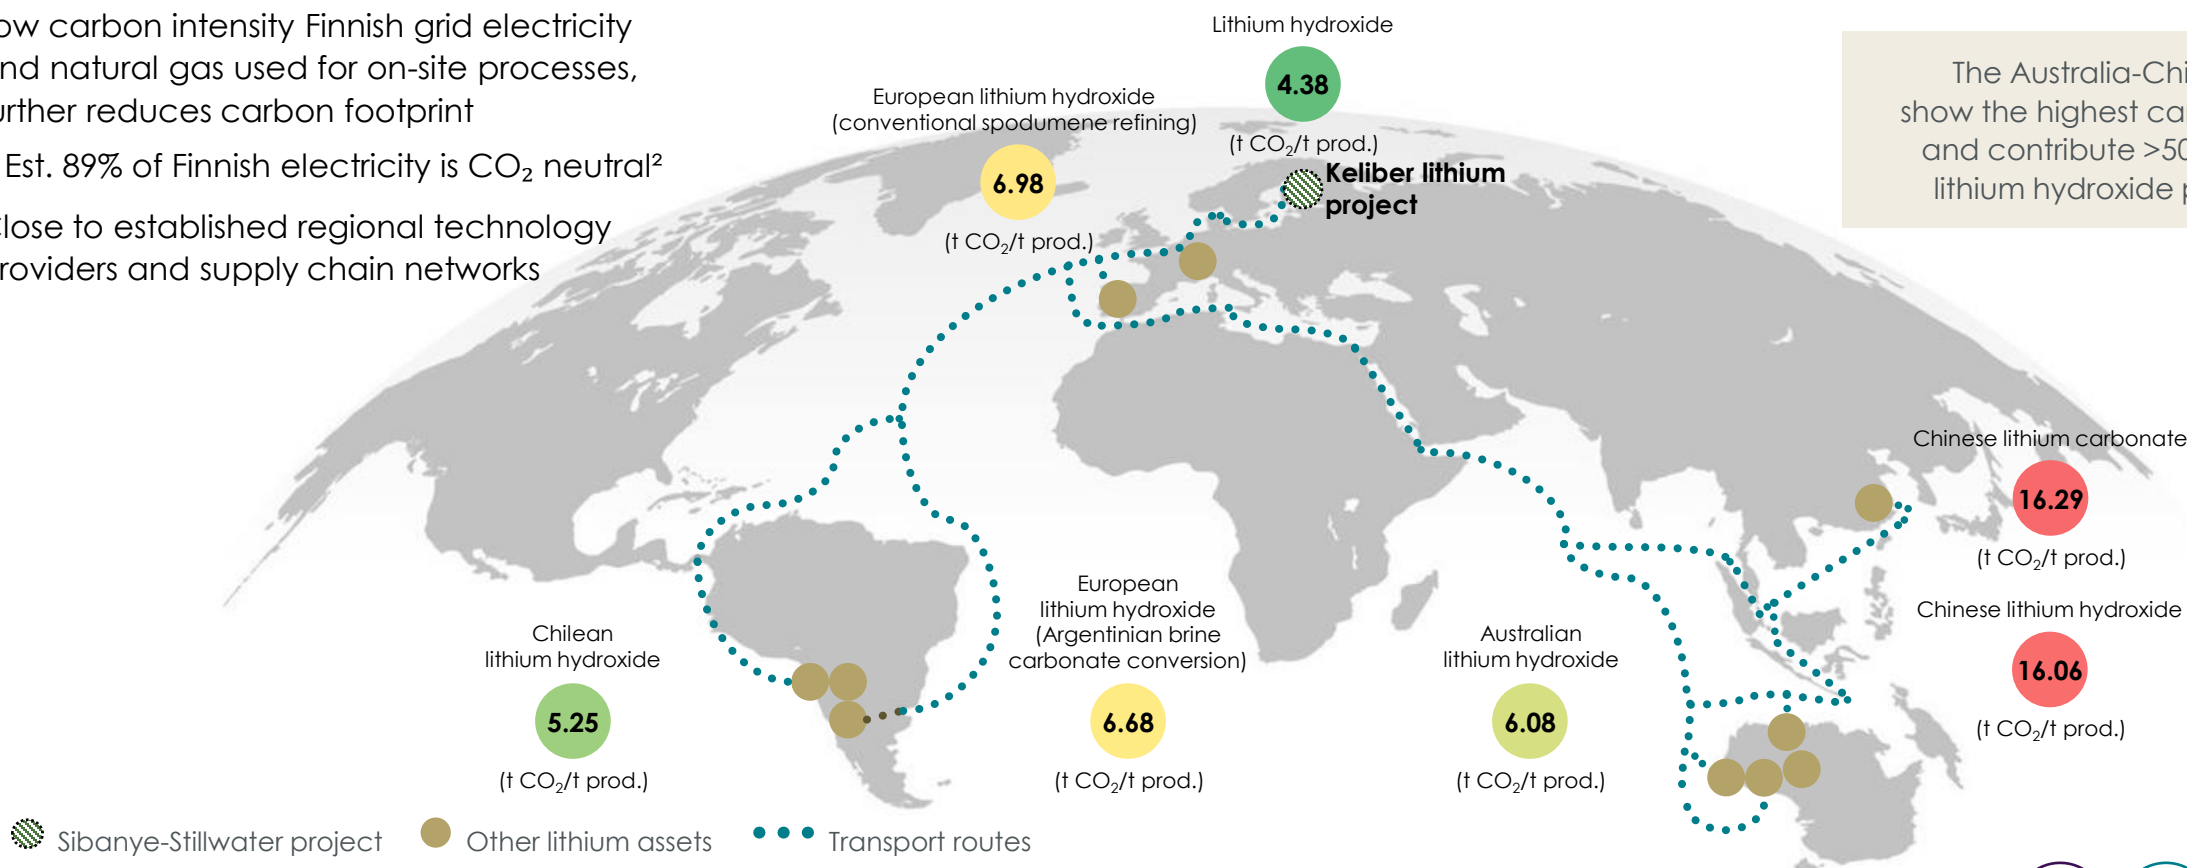 ow carbon intensity Finnish grid electricity
nd natural gas used for on-site processes,
urther reduces carbon footprint
Est. 89% of Finnish electricity is CO₂ neutral²
Close to established regional technology
roviders and supply chain networks
Lithium hydroxide
4.38
(t CO₂/t prod.)
Keliber lithium
project
European lithium hydroxide
(conventional spodumene refining)
6.98
(t CO₂/t prod.)
The Australia-Chi
show the highest ca
and contribute >50
lithium hydroxide p
Chinese lithium carbonate
16.29
(t CO₂/t prod.)
Chinese lithium hydroxide
16.06
(t CO₂/t prod.)
Chilean
lithium hydroxide
5.25
(t CO₂/t prod.)
European
lithium hydroxide
(Argentinian brine
carbonate conversion)
6.68
(t CO₂/t prod.)
Australian
lithium hydroxide
6.08
(t CO₂/t prod.)
Sibanye-Stillwater project
Other lithium assets
Transport routes